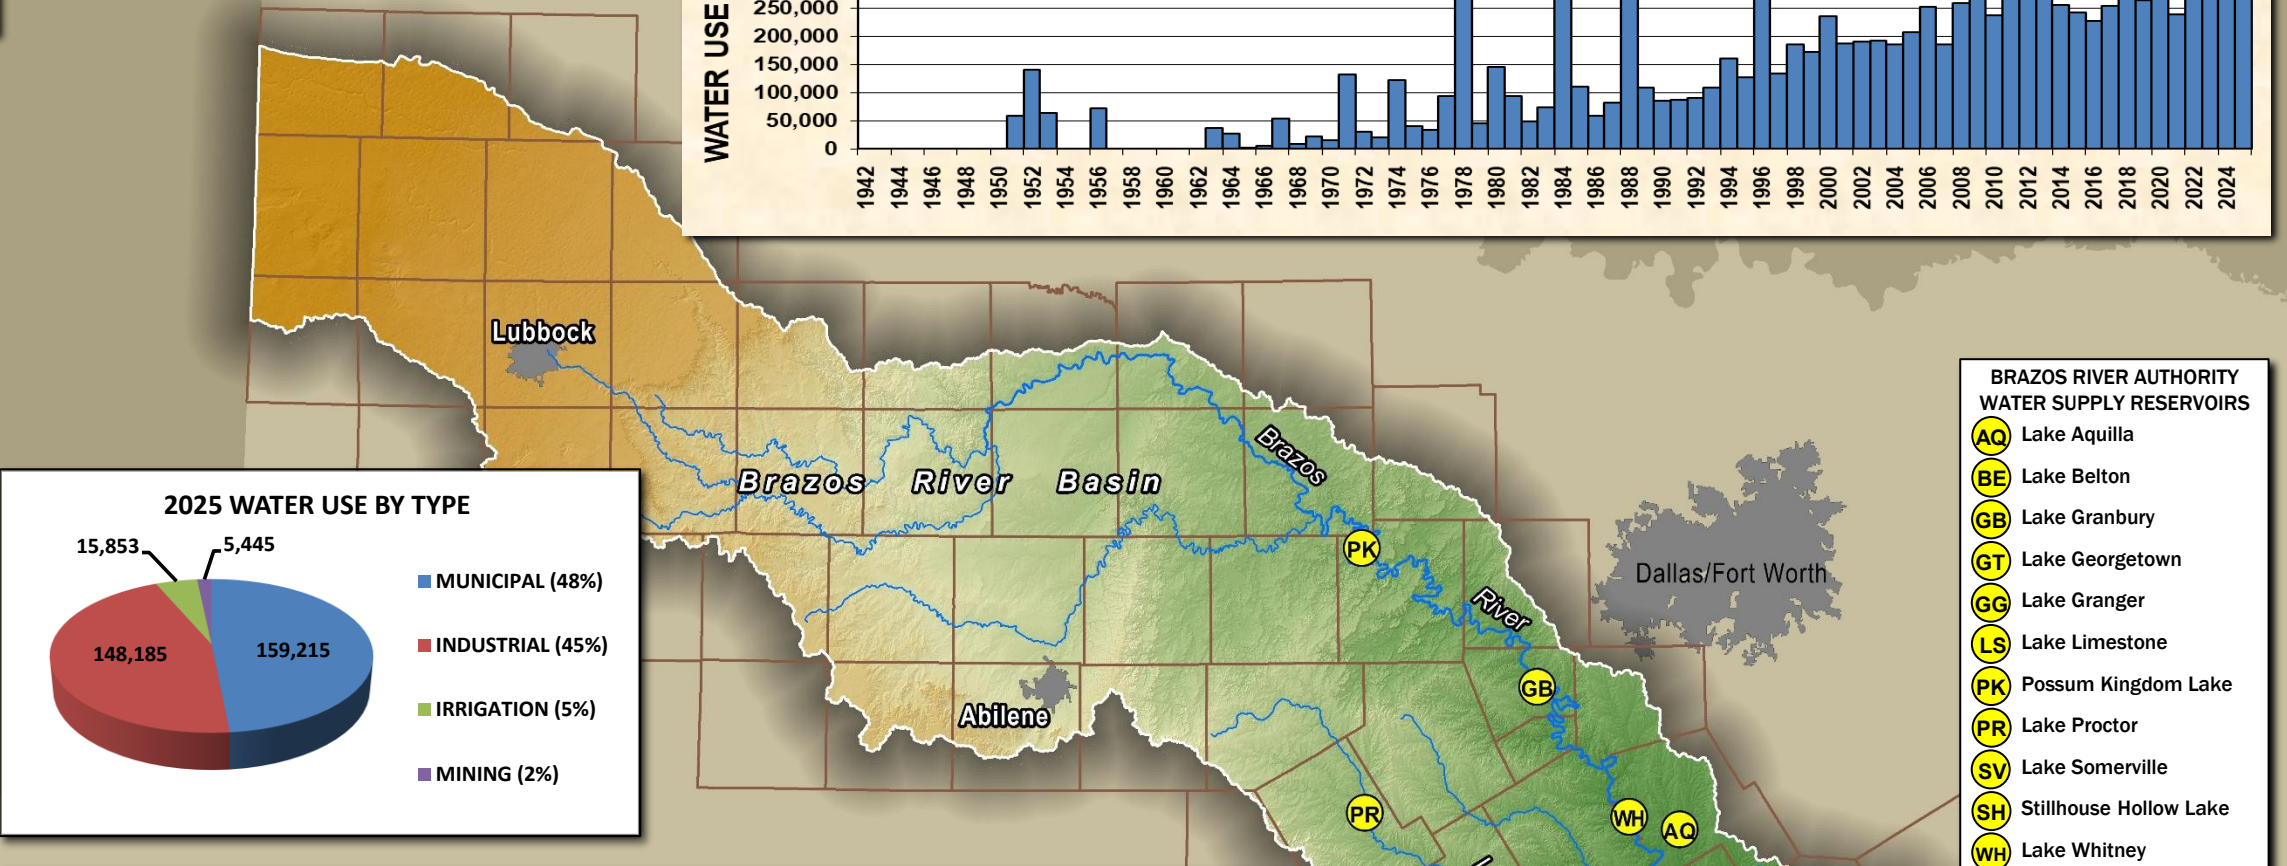 WATER USE
250,000
200,000
150,000
100,000
50,000
0
1942 1944 1946 1948 1950 1952 1954 1956 1958 1960 1962 1964 1966 1968 1970 1972 1974 1976 1978 1980 1982 1984 1986 1988 1990 1992 1994 1996 1998 2000 2002 2004 2006 2008 2010 2012 2014 2016 2018 2020 2022 2024
Lubbock
Brazos River Basin
Brazos
River
Dallas/Fort Worth
Abilene
PK
GB
PR
WH
AQ
2025 WATER USE BY TYPE
15,853
5,445
148,185
159,215
MUNICIPAL (48%)
INDUSTRIAL (45%)
IRRIGATION (5%)
MINING (2%)
BRAZOS RIVER AUTHORITY
WATER SUPPLY RESERVOIRS
AQ Lake Aquilla
BE Lake Belton
GB Lake Granbury
GT Lake Georgetown
GG Lake Granger
LS Lake Limestone
PK Possum Kingdom Lake
PR Lake Proctor
SV Lake Somerville
SH Stillhouse Hollow Lake
WH Lake Whitney